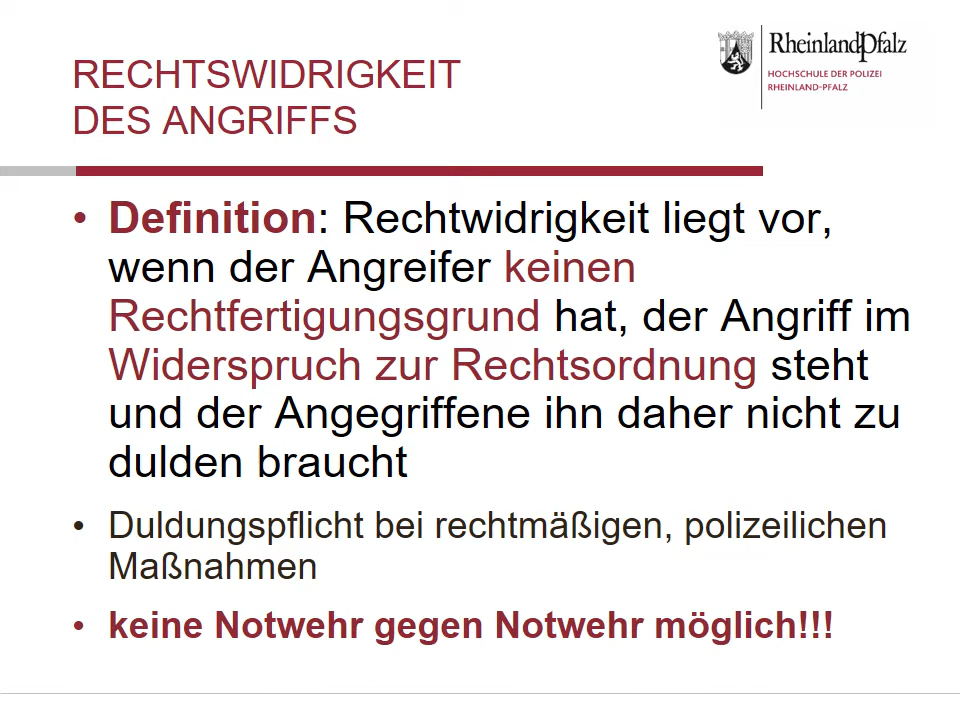 RECHTSWIDRIGKEIT
DES ANGRIFFS
RheinlandPfalz
HOCHSCHULE DER POLIZEI
RHEINLAND-PFALZ
• Definition: Rechtwidrigkeit liegt vor,
wenn der Angreifer keinen
Rechtfertigungsgrund hat, der Angriff im
Widerspruch zur Rechtsordnung steht
und der Angegriffene ihn daher nicht zu
dulden braucht
• Duldungspflicht bei rechtmäßigen, polizeilichen
Maßnahmen
• keine Notwehr gegen Notwehr möglich!!!